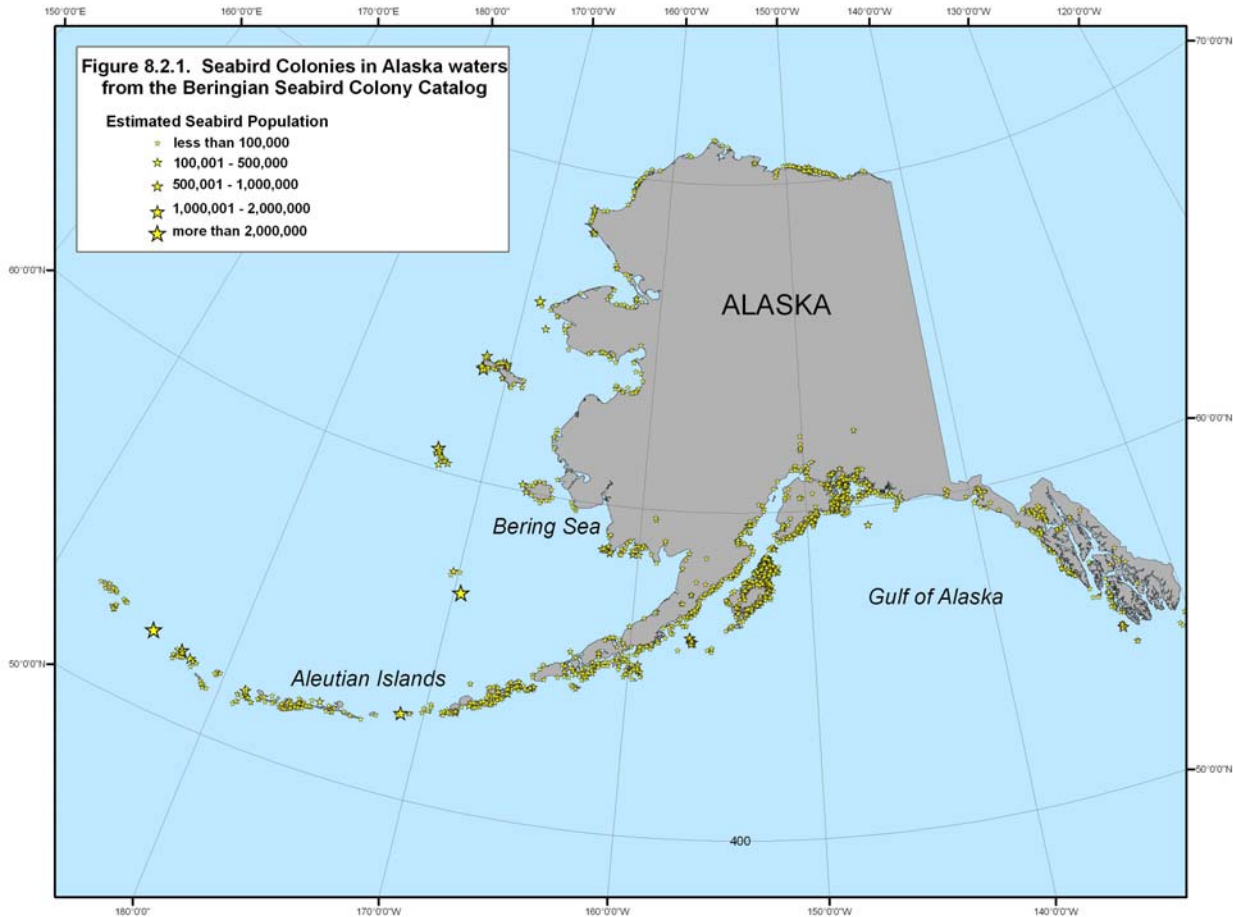 150°0'0"E
160°0'0"E
170°0'0"E
180°0'0"
170°0'0"W
160°0'0"W
150°0'0"W
140°0'0"W
130°0'0"W
120°0'0"W
70°0'0"N
Figure 8.2.1. Seabird Colonies in Alaska waters
from the Beringian Seabird Colony Catalog
Estimated Seabird Population
less than 100,000
100,001 - 500,000
500,001 - 1,000,000
1,000,001 - 2,000,000
more than 2,000,000
60°0'0"N
ALASKA
60°0'0"N
Bering Sea
Gulf of Alaska
50°0'0"N
Aleutian Islands
50°0'0"N
400
180°0'0"
170°0'0"W
160°0'0"W
150°0'0"W
140°0'0"W